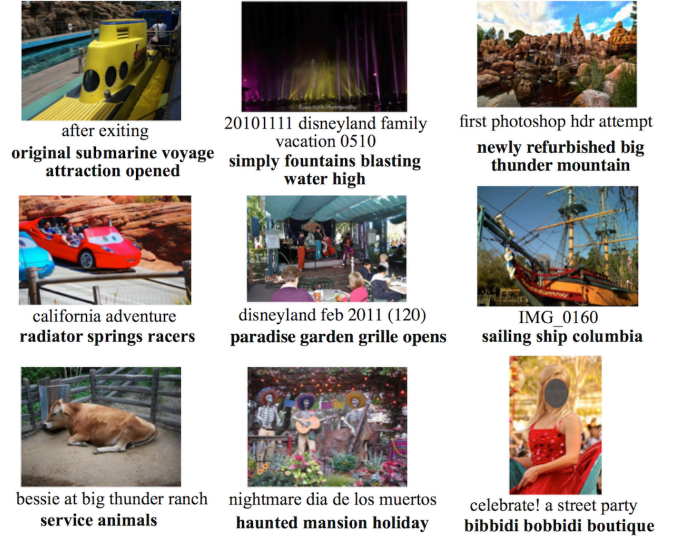 after exiting
original submarine voyage
attraction opened
20101111 disneyland family
vacation 0510
simply fountains blasting
water high
first photoshop hdr attempt
newly refurbished big
thunder mountain
california adventure
radiator springs racers
disneyland feb 2011 (120)
paradise garden grille opens
IMG_0160
sailing ship columbia
bessie at big thunder ranch
service animals
nightmare dia de los muertos
haunted mansion holiday
celebrate! a street party
bibbidi bobbidi boutique